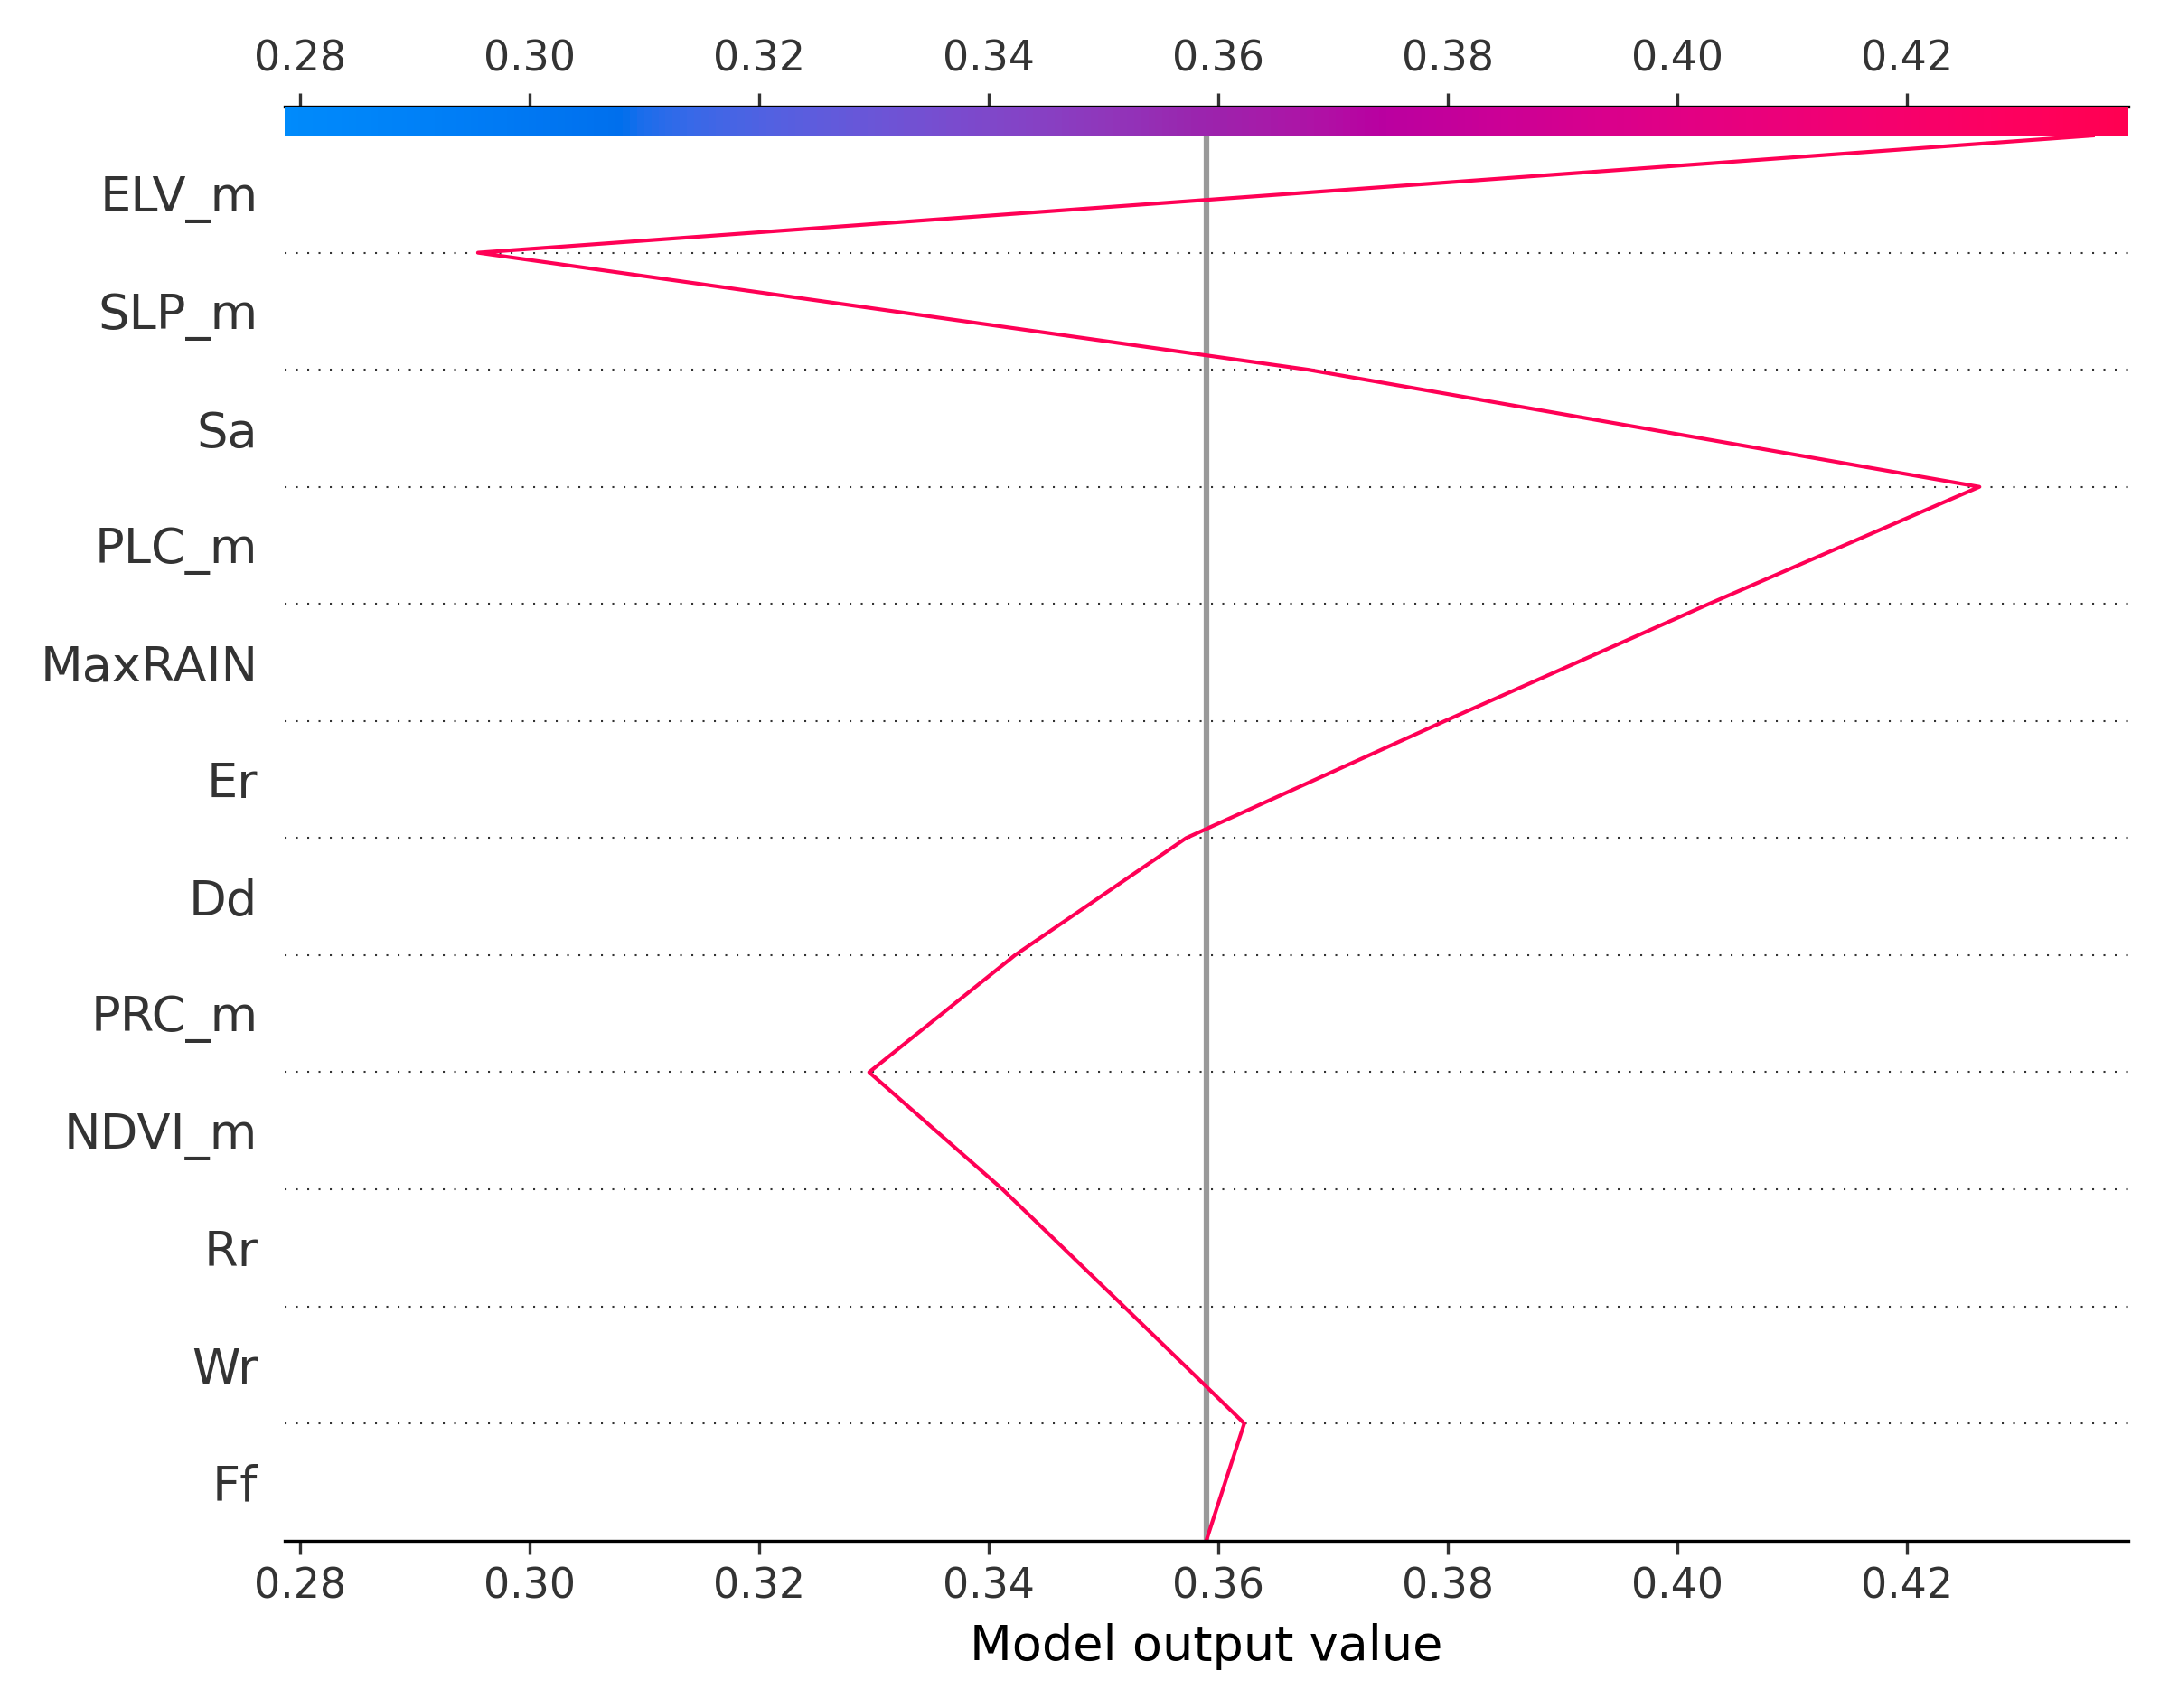 0.28 0.30 0.32 0.34 0.36 0.38 0.40 0.42
ELV_m
SLP_m
Sa
PLC_m
MaxRAIN
Er
Dd
PRC_m
NDVI_m
Rr
Wr
Ff
0.28 0.30 0.32 0.34 0.36 0.38 0.40 0.42
Model output value